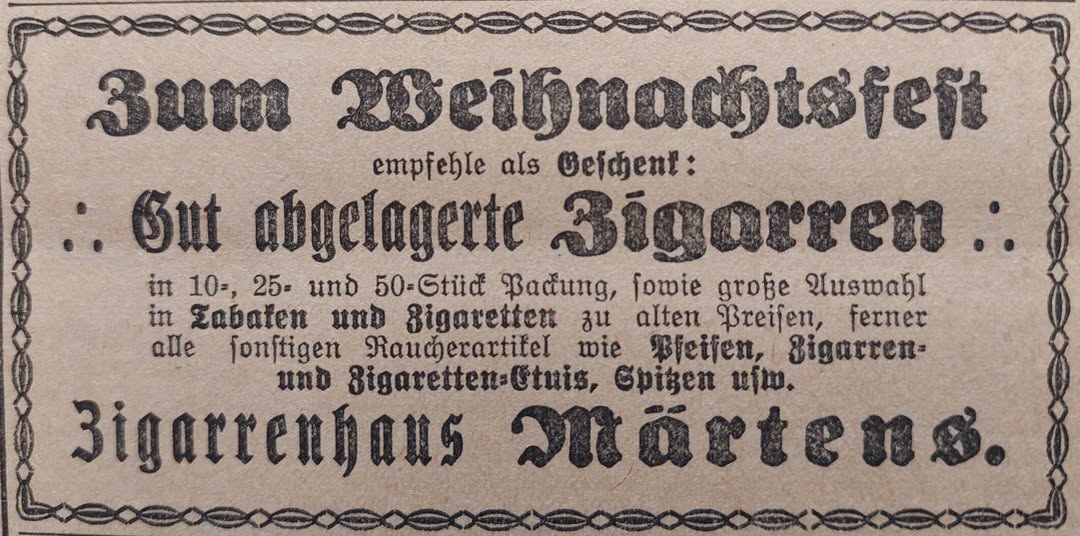 Zum Weihnachtsfest
empfehle als Geschenk:
Gut abgelagerte Zigarren
in 10-, 25- und 50-Stück Packung, sowie große Auswahl
in Tabaken und Zigaretten zu alten Preisen, ferner
alle sonstigen Raucherartikel wie Pfeifen, Zigarren-
und Zigaretten-Etuis, Spitzen usw.
Zigarrenhaus Märtens.